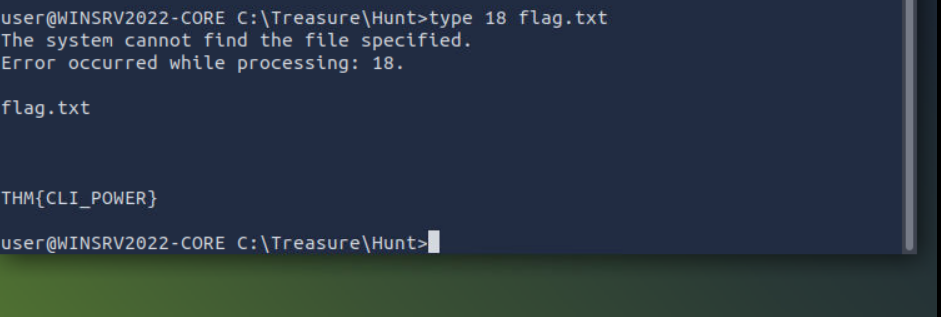 user@WINSRV2022-CORE C:\Treasure\Hunt>type 18 flag.txt
The system cannot find the file specified.
Error occurred while processing: 18.
flag.txt
THM{CLI_POWER}
user@WINSRV2022-CORE C:\Treasure\Hunt>